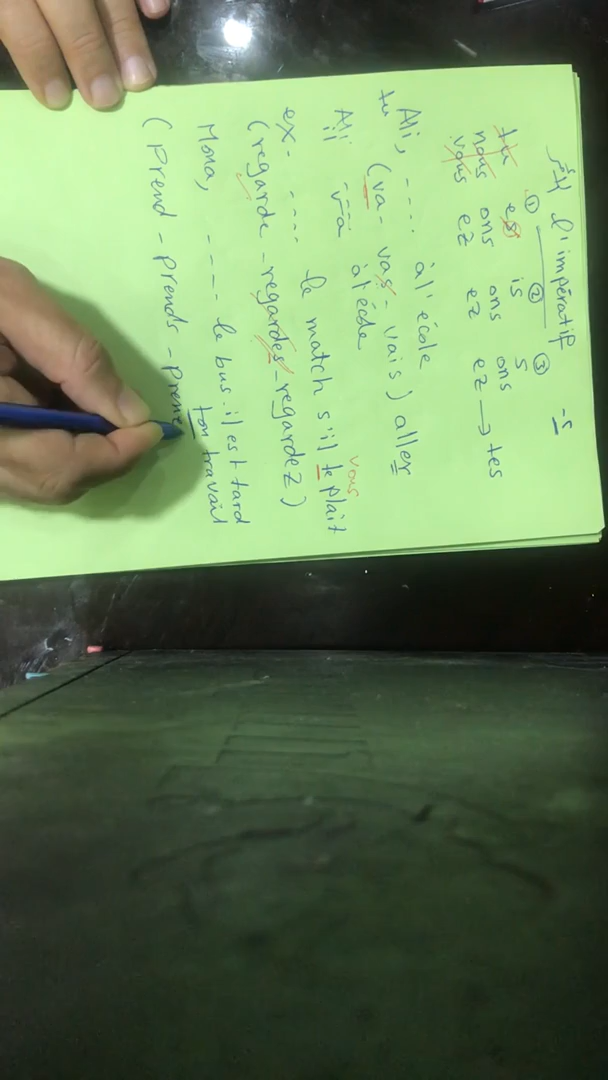 l'impératif -s
① ② ③
tu es is s
nous ons ons ons
vous ez ez ez → tes
Ali, ---- à l'école
tu (va - vas - vais) aller
Ali ---- à l'école
il va
ex. ---- le match s'il te plait
vous
(regarde - regardes - regardez)
Mona, ---- le bus. il est tard
ton travail
(Prend - prends - prenez